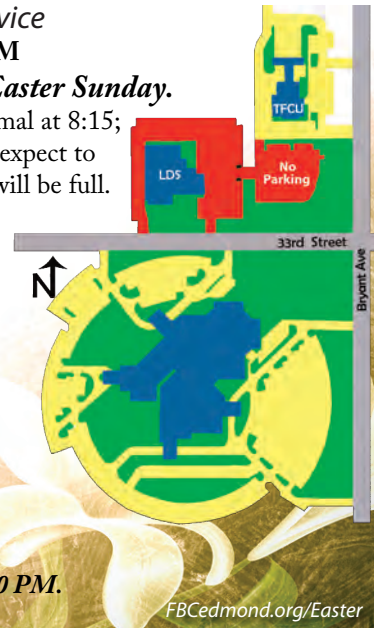 vice
M
Easter Sunday.
mal at 8:15;
expect to
will be full.
TFCU
LDS
No
Parking
33rd Street
N
Bryant Ave
0 PM.
FBCedmond.org/Easter